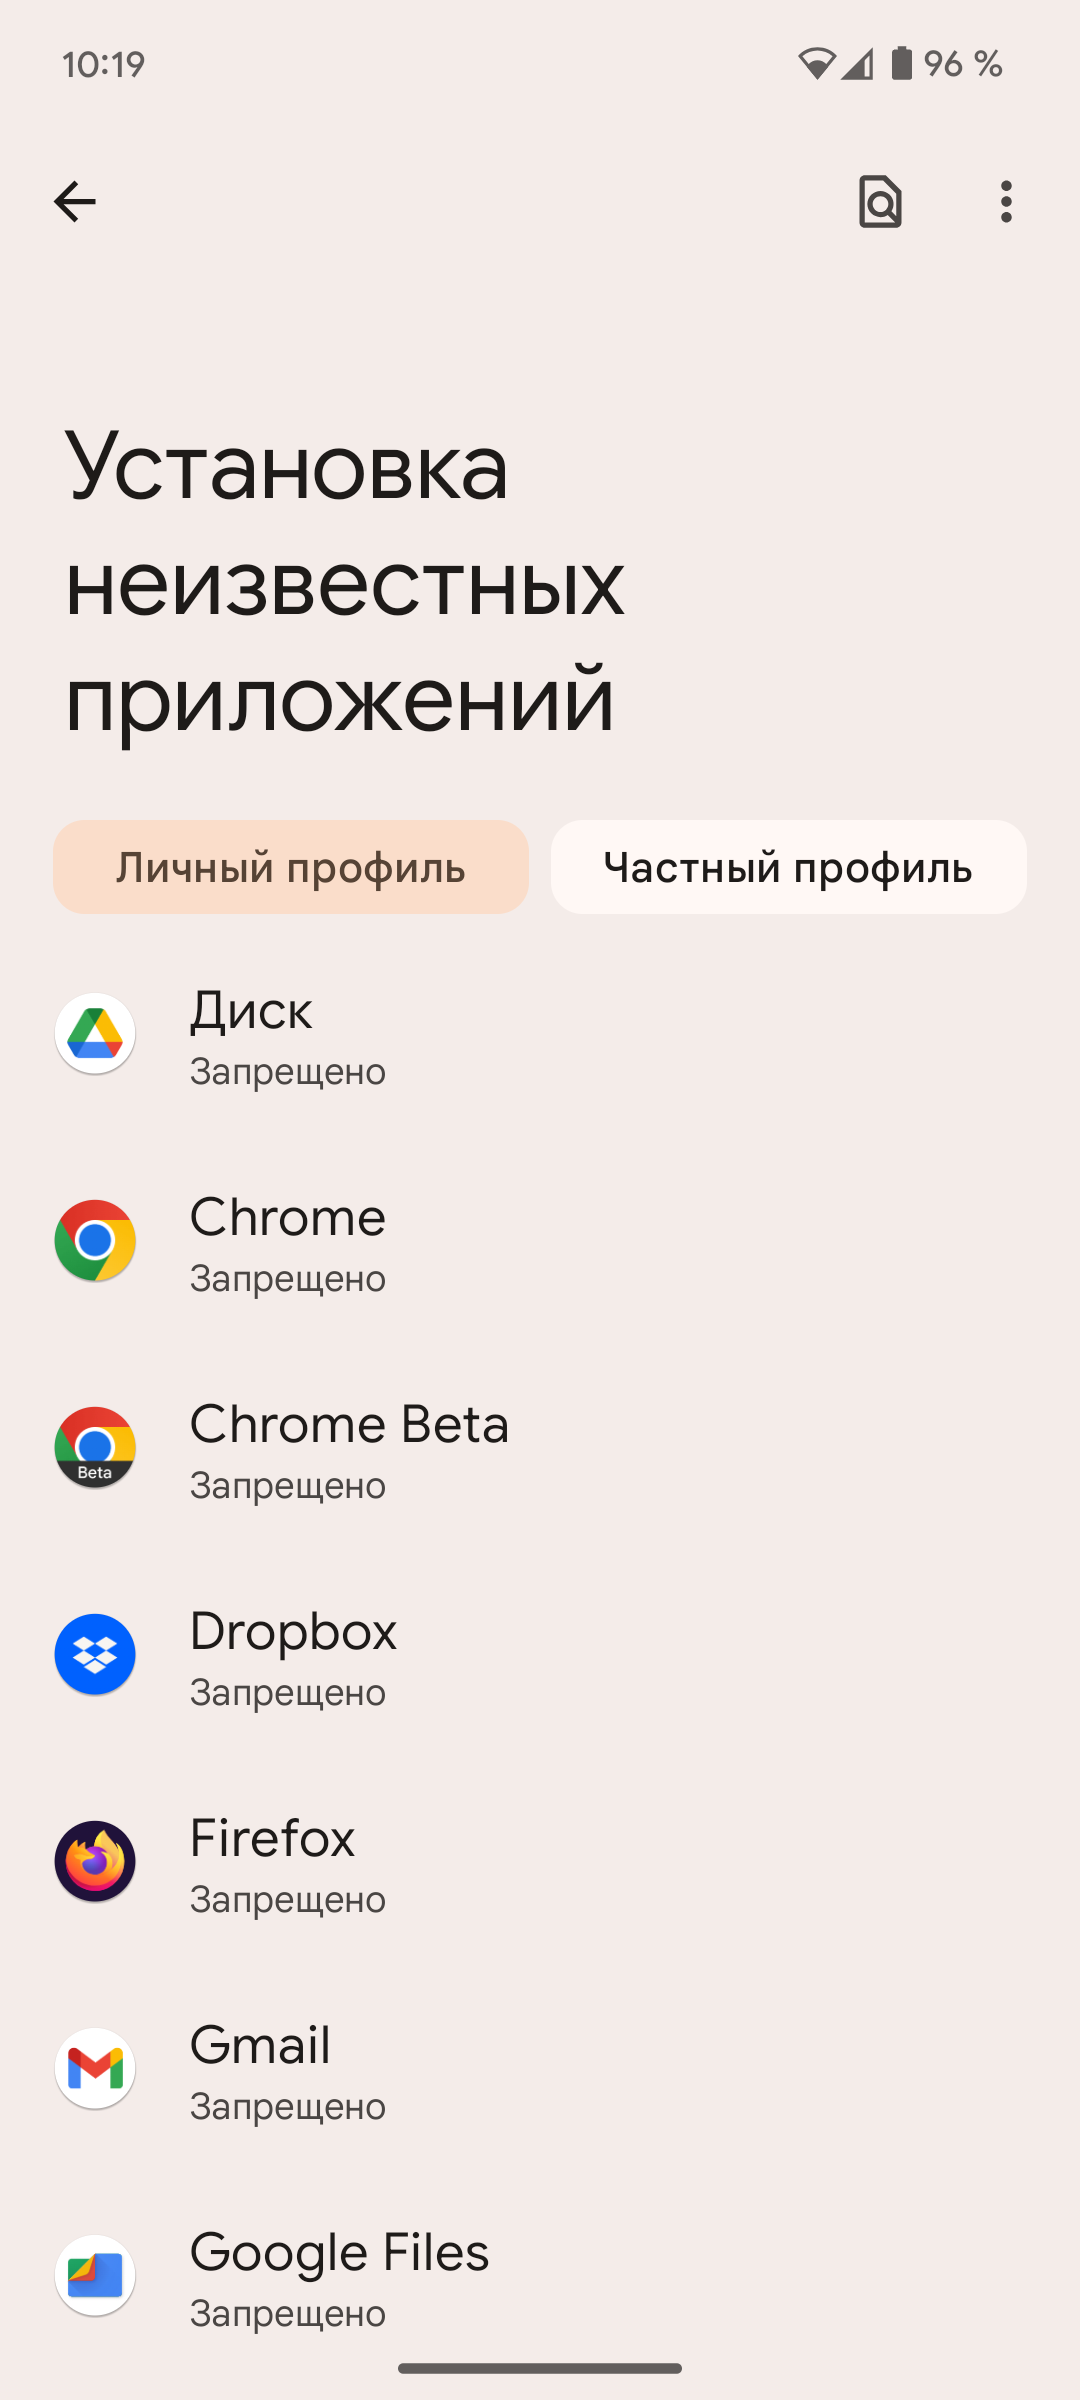 10:19
96 %
Установка
неизвестных
приложений
Личный профиль
Частный профиль
Диск
Запрещено
Chrome
Запрещено
Chrome Beta
Beta
Запрещено
Dropbox
Запрещено
Firefox
Запрещено
Gmail
Запрещено
Google Files
Запрещено